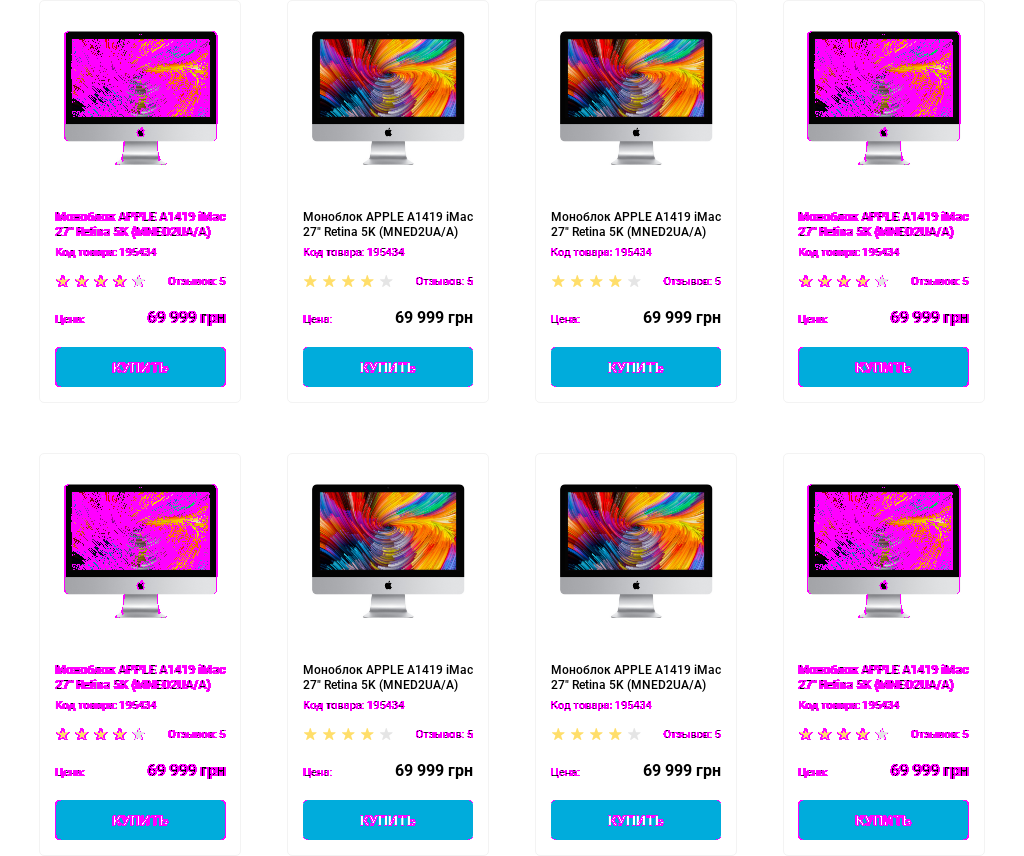 Моноблок APPLE A1419 iMac
27" Retina 5K (MNED2UA/A)
Код товара: 195434
Отзывов: 5
Цена:
69 999 грн
КУПИТЬ
Моноблок APPLE A1419 iMac
27" Retina 5K (MNED2UA/A)
Код товара: 195434
Отзывов: 5
Цена:
69 999 грн
КУПИТЬ
Моноблок APPLE A1419 iMac
27" Retina 5K (MNED2UA/A)
Код товара: 195434
Отзывов: 5
Цена:
69 999 грн
КУПИТЬ
Моноблок APPLE A1419 iMac
27" Retina 5K (MNED2UA/A)
Код товара: 195434
Отзывов: 5
Цена:
69 999 грн
КУПИТЬ
Моноблок APPLE A1419 iMac
27" Retina 5K (MNED2UA/A)
Код товара: 195434
Отзывов: 5
Цена:
69 999 грн
КУПИТЬ
Моноблок APPLE A1419 iMac
27" Retina 5K (MNED2UA/A)
Код товара: 195434
Отзывов: 5
Цена:
69 999 грн
КУПИТЬ
Моноблок APPLE A1419 iMac
27" Retina 5K (MNED2UA/A)
Код товара: 195434
Отзывов: 5
Цена:
69 999 грн
КУПИТЬ
Моноблок APPLE A1419 iMac
27" Retina 5K (MNED2UA/A)
Код товара: 195434
Отзывов: 5
Цена:
69 999 грн
КУПИТЬ